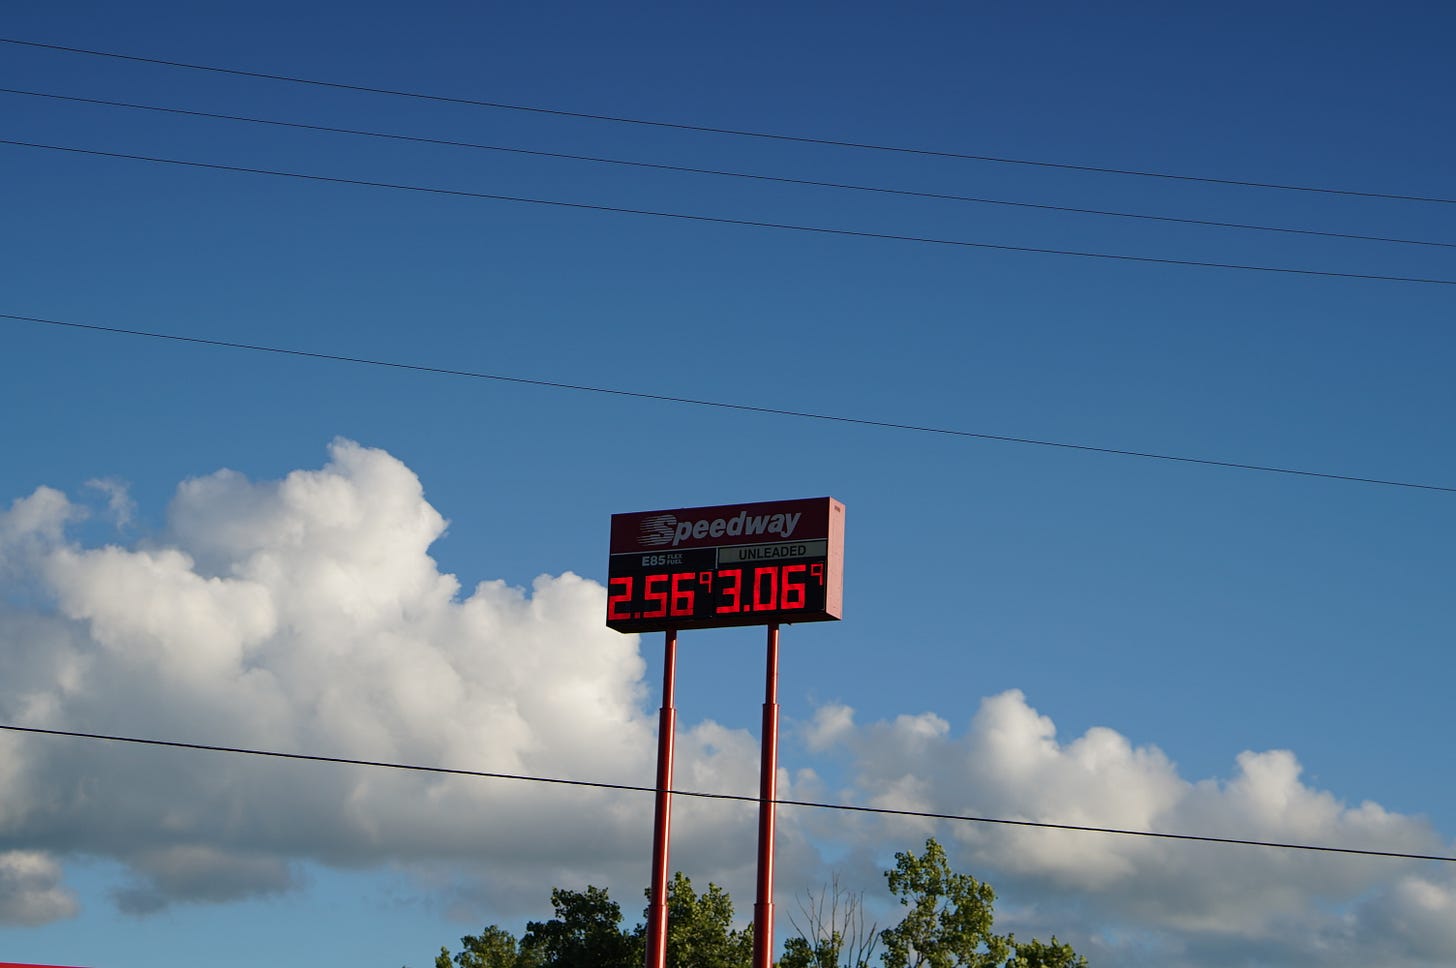 Speedway
E85 FLEX FUEL UNLEADED
2.56⁹ 3.06⁹